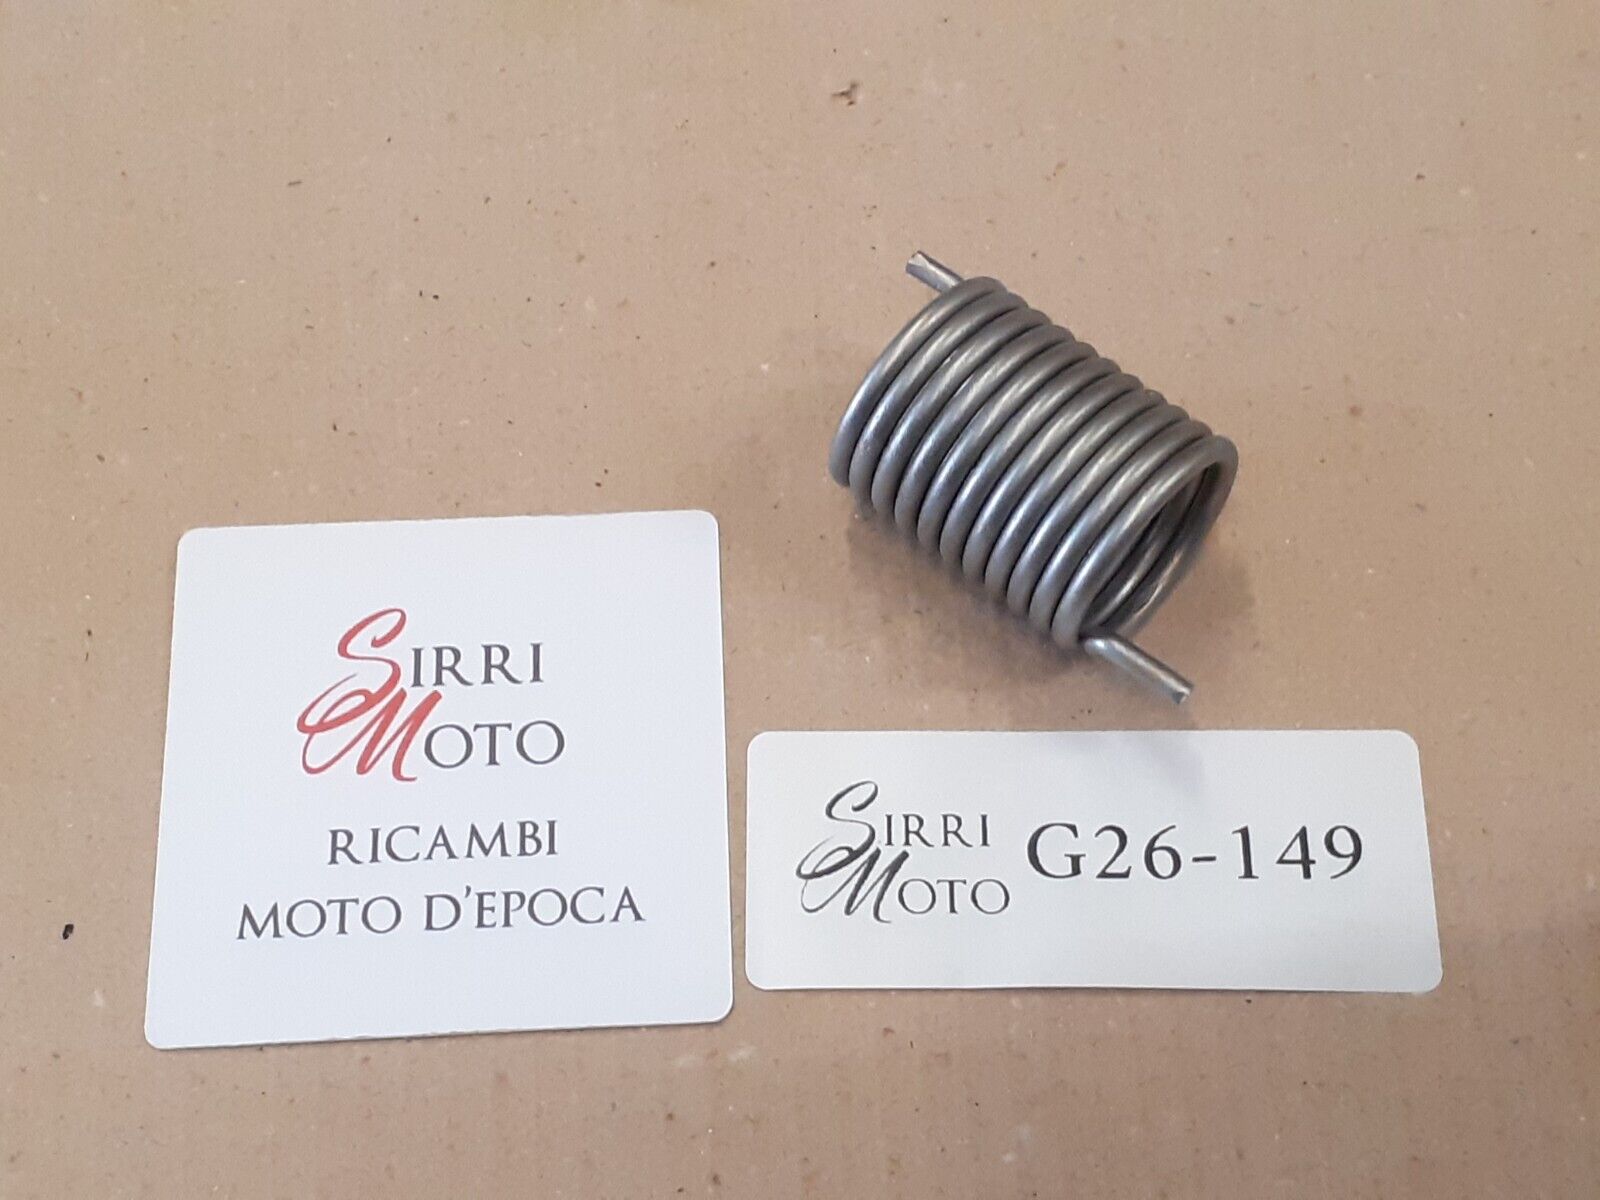 SIRRI
MOTO
RICAMBI
MOTO D'EPOCA
SIRRI
MOTO
G26-149